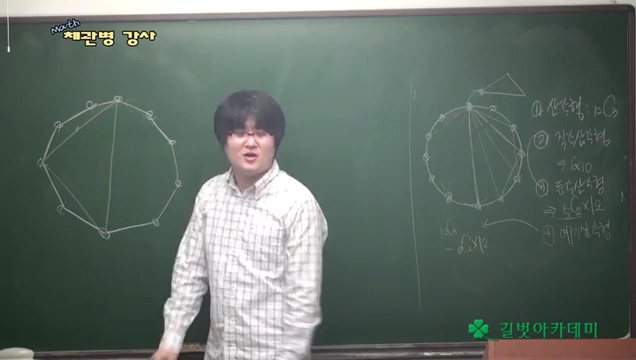 Math
채관병 강사
① 삼각형 : ₁₂C₃
② 직각삼각형
⇒ 6×10
③ 둔각삼각형
⇒ ₅C₂×12
④ 예각삼각형
길벗아카데미